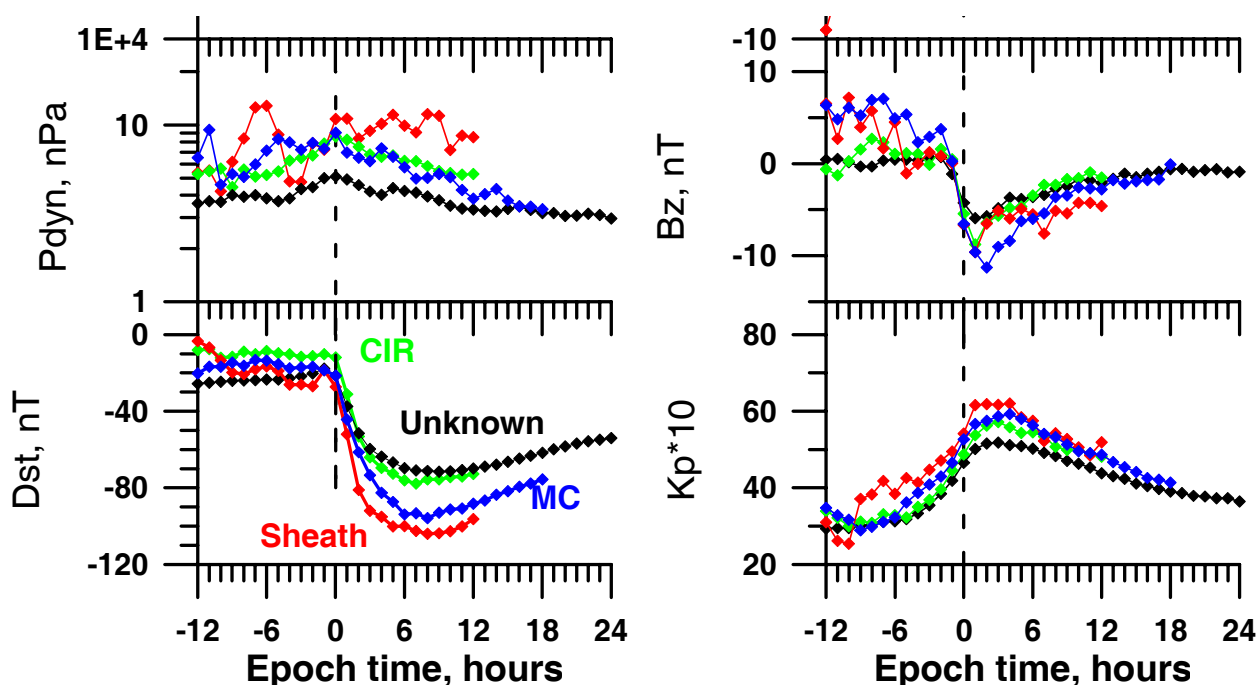 1E+4
10
1
Pdyn, nPa
-10
10
0
-10
Bz, nT
0
-40
-80
-120
Dst, nT
CIR
Unknown
MC
Sheath
80
60
40
20
Kp*10
-12 -6 0 6 12 18 24
Epoch time, hours
-12 -6 0 6 12 18 24
Epoch time, hours